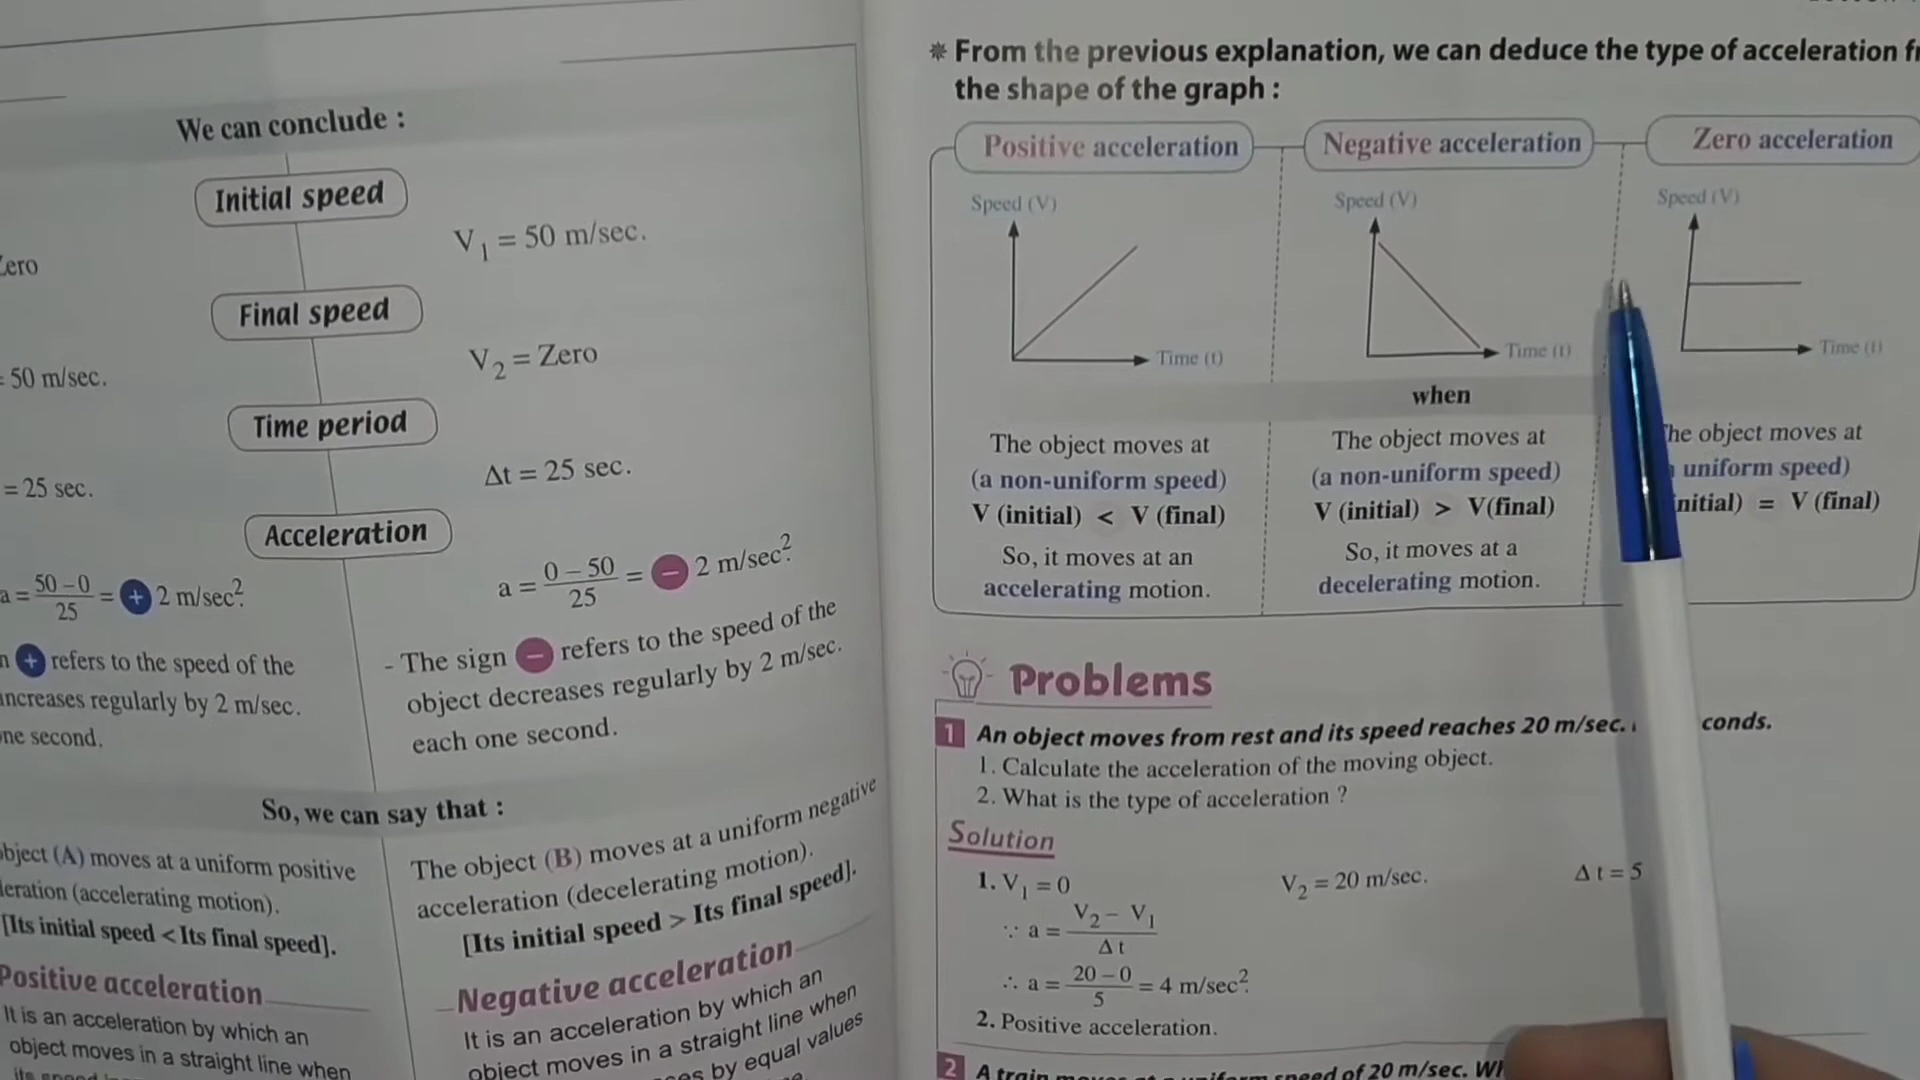 We can conclude :
Initial speed
V1 = 50 m/sec.
Final speed
50 m/sec.
V2 = Zero
Time period
= 25 sec.
Δt = 25 sec.
Acceleration
a = 50 – 0 / 25 = + 2 m/sec².
a = 0 – 50 / 25 = – 2 m/sec².
+ refers to the speed of the
increases regularly by 2 m/sec.
second.
- The sign – refers to the speed of the
object decreases regularly by 2 m/sec.
each one second.
So, we can say that :
(A) moves at a uniform positive
(accelerating motion).
[Its initial speed < Its final speed].
Positive acceleration
It is an acceleration by which an
object moves in a straight line when
The object (B) moves at a uniform negative
acceleration (decelerating motion).
[Its initial speed > Its final speed].
Negative acceleration
It is an acceleration by which an
object moves in a straight line when
by equal values
✵ From the previous explanation, we can deduce the type of acceleration
the shape of the graph :
Positive acceleration
Negative acceleration
Zero acceleration
Speed (V)
Time (t)
Speed (V)
Time (t)
Speed (V)
Time (t)
when
The object moves at
(a non-uniform speed)
V (initial) < V (final)
So, it moves at an
accelerating motion.
The object moves at
(a non-uniform speed)
V (initial) > V(final)
So, it moves at a
decelerating motion.
object moves at
uniform speed)
= V (final)
Problems
1 An object moves from rest and its speed reaches 20 m/sec.
1. Calculate the acceleration of the moving object.
2. What is the type of acceleration ?
Solution
1. V1 = 0 V2 = 20 m/sec. Δt = 5
∵ a = V2 – V1 / Δt
∴ a = 20 – 0 / 5 = 4 m/sec².
2. Positive acceleration.
2 A train moves at a uniform speed of 20 m/sec.